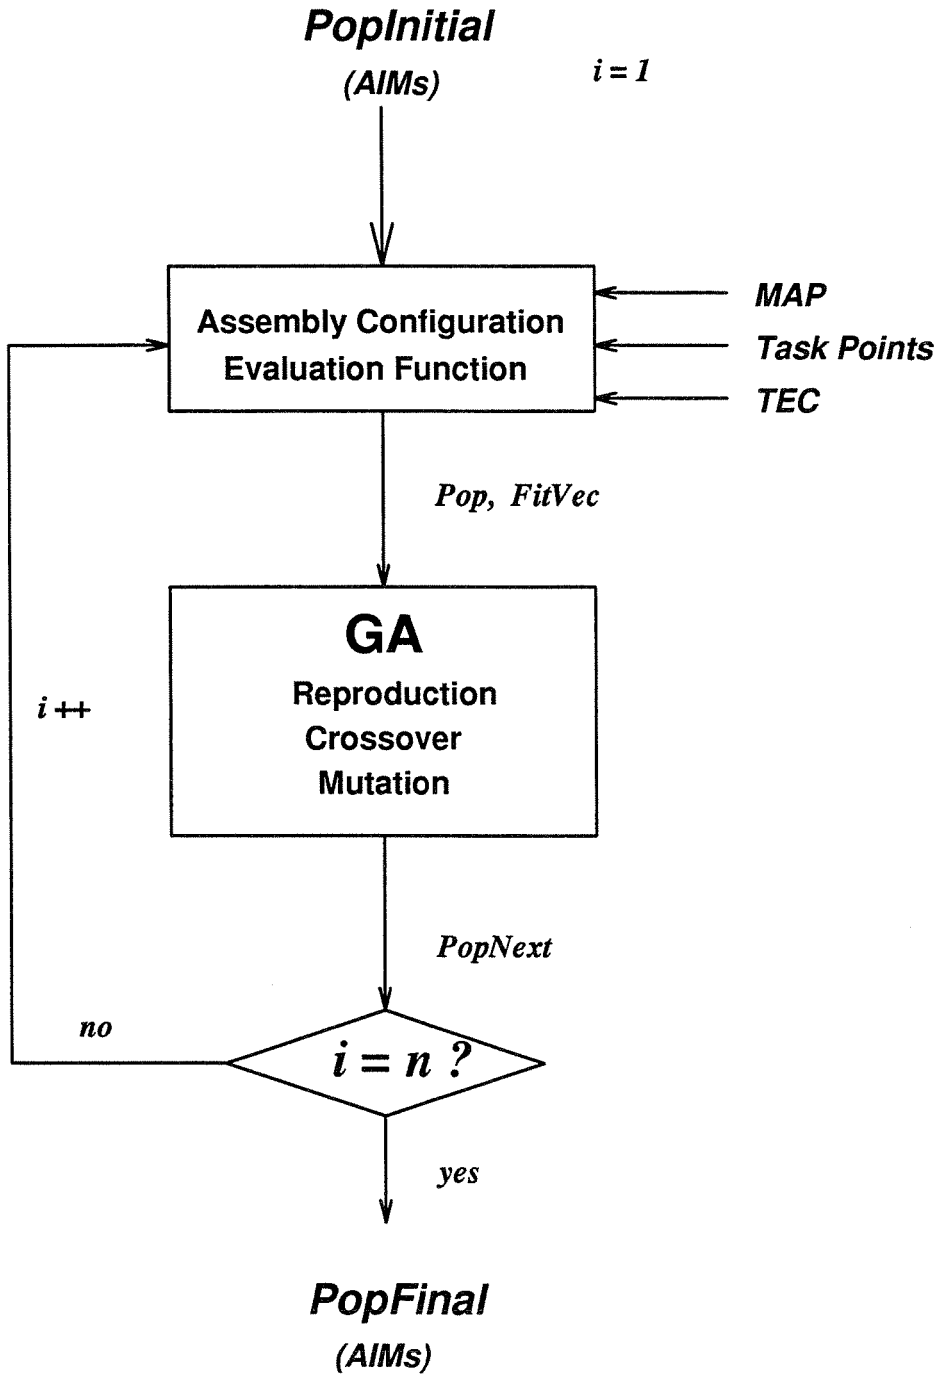 PopInitial
(AIMs)
i = 1
Assembly Configuration
Evaluation Function
MAP
Task Points
TEC
Pop, FitVec
GA
Reproduction
Crossover
Mutation
i ++
PopNext
no
i = n ?
yes
PopFinal
(AIMs)